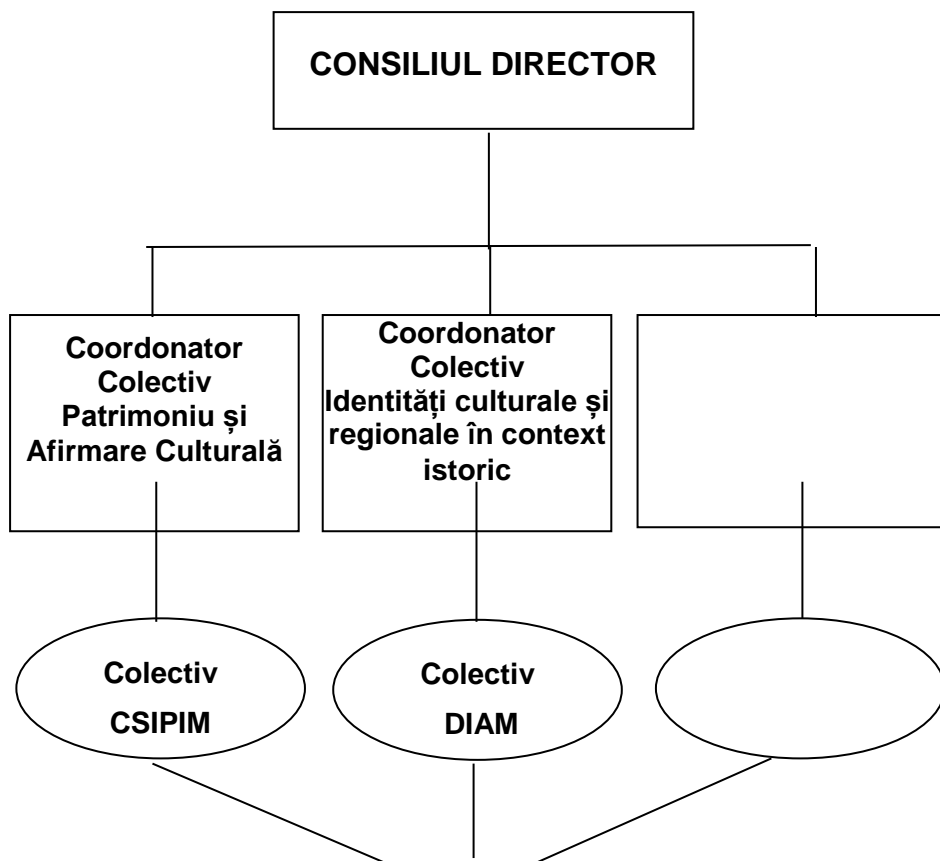 CONSILIUL DIRECTOR
Coordonator
Colectiv
Patrimoniu și
Afirmare Culturală
Coordonator
Colectiv
Identități culturale și
regionale în context
istoric
Colectiv
CSIPIM
Colectiv
DIAM